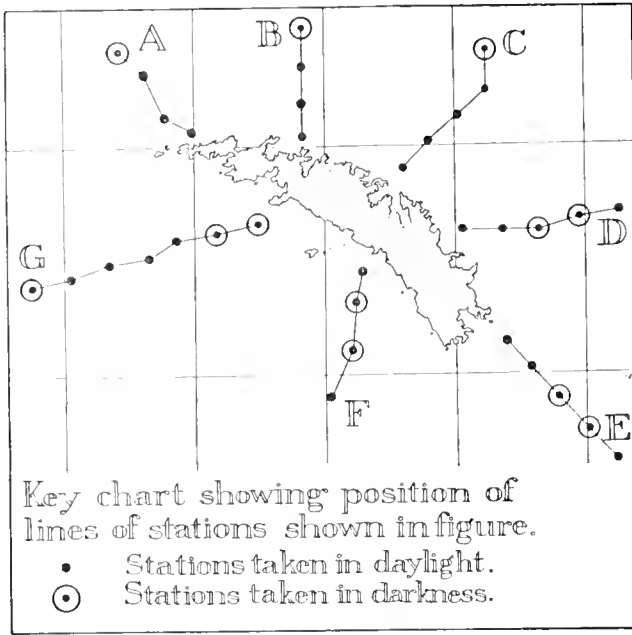 A
B
C
D
G
F
E
Key chart showing position of
lines of stations shown in figure.
Stations taken in daylight.
Stations taken in darkness.